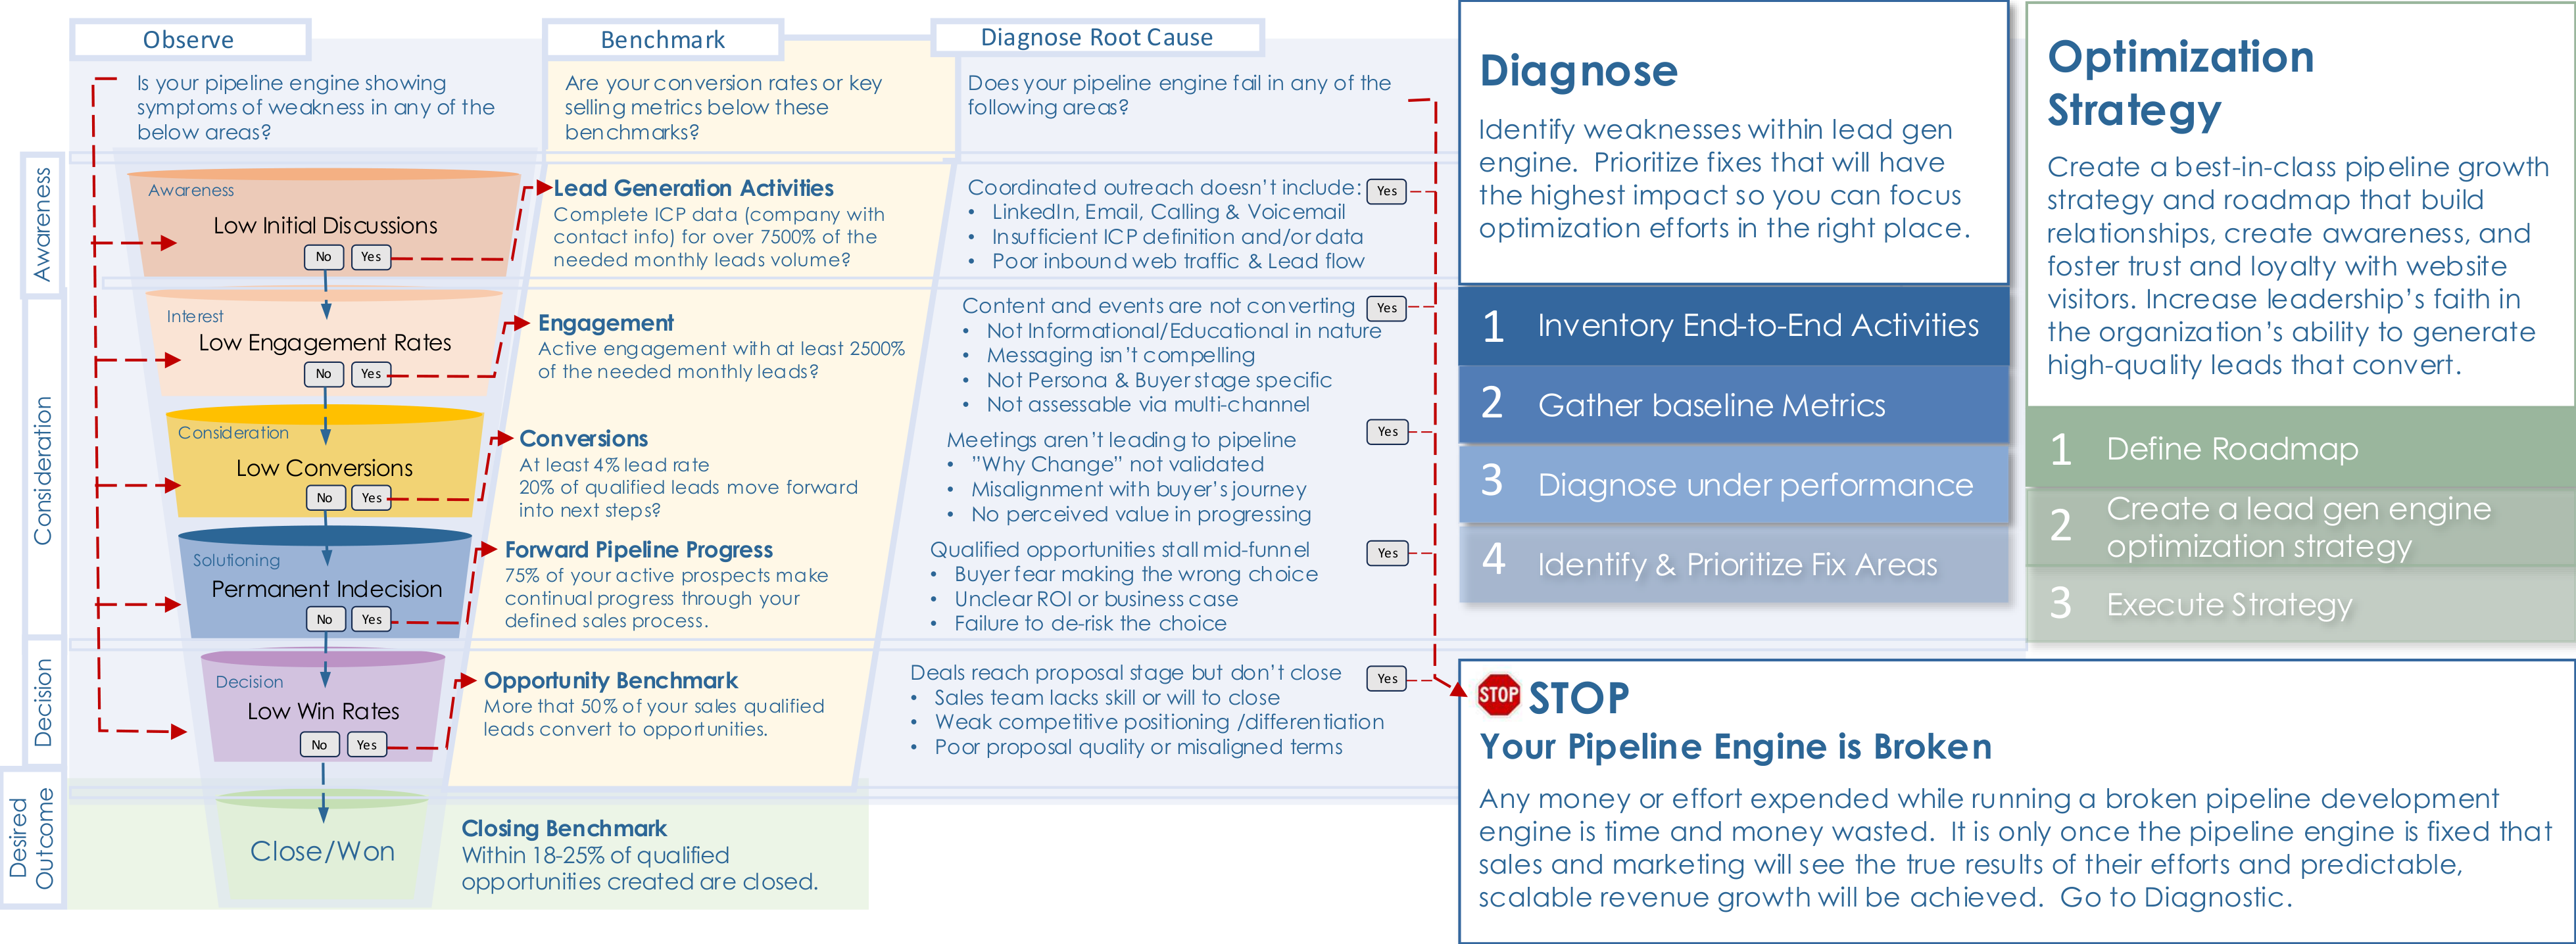 Observe
Is your pipeline engine showing
symptoms of weakness in any of the
below areas?
Benchmark
Are your conversion rates or key
selling metrics below these
benchmarks?
Diagnose Root Cause
Does your pipeline engine fail in any of the
following areas?
Awareness
Awareness
Low Initial Discussions
No
Yes
Lead Generation Activities
Complete ICP data (company with
contact info) for over 7500% of the
needed monthly leads volume?
Coordinated outreach doesn't include:
Yes
• LinkedIn, Email, Calling & Voicemail
• Insufficient ICP definition and/or data
• Poor inbound web traffic & Lead flow
Consideration
Interest
Low Engagement Rates
No
Yes
Engagement
Active engagement with at least 2500%
of the needed monthly leads?
Content and events are not converting
Yes
• Not Informational/Educational in nature
• Messaging isn't compelling
• Not Persona & Buyer stage specific
• Not assessable via multi-channel
Consideration
Low Conversions
No
Yes
Conversions
At least 4% lead rate
20% of qualified leads move forward
into next steps?
Meetings aren't leading to pipeline
Yes
• "Why Change" not validated
• Misalignment with buyer's journey
• No perceived value in progressing
Solutioning
Permanent Indecision
No
Yes
Forward Pipeline Progress
75% of your active prospects make
continual progress through your
defined sales process.
Qualified opportunities stall mid-funnel
Yes
• Buyer fear making the wrong choice
• Unclear ROI or business case
• Failure to de-risk the choice
Decision
Decision
Low Win Rates
No
Yes
Opportunity Benchmark
More that 50% of your sales qualified
leads convert to opportunities.
Deals reach proposal stage but don't close
Yes
• Sales team lacks skill or will to close
• Weak competitive positioning /differentiation
• Poor proposal quality or misaligned terms
Desired
Outcome
Close/Won
Closing Benchmark
Within 18-25% of qualified
opportunities created are closed.
Diagnose
Identify weaknesses within lead gen
engine. Prioritize fixes that will have
the highest impact so you can focus
optimization efforts in the right place.
1 Inventory End-to-End Activities
2 Gather baseline Metrics
3 Diagnose under performance
4 Identify & Prioritize Fix Areas
Optimization
Strategy
Create a best-in-class pipeline growth
strategy and roadmap that build
relationships, create awareness, and
foster trust and loyalty with website
visitors. Increase leadership's faith in
the organization's ability to generate
high-quality leads that convert.
1 Define Roadmap
2 Create a lead gen engine
optimization strategy
3 Execute Strategy
STOP
STOP
Your Pipeline Engine is Broken
Any money or effort expended while running a broken pipeline development
engine is time and money wasted. It is only once the pipeline engine is fixed that
sales and marketing will see the true results of their efforts and predictable,
scalable revenue growth will be achieved. Go to Diagnostic.